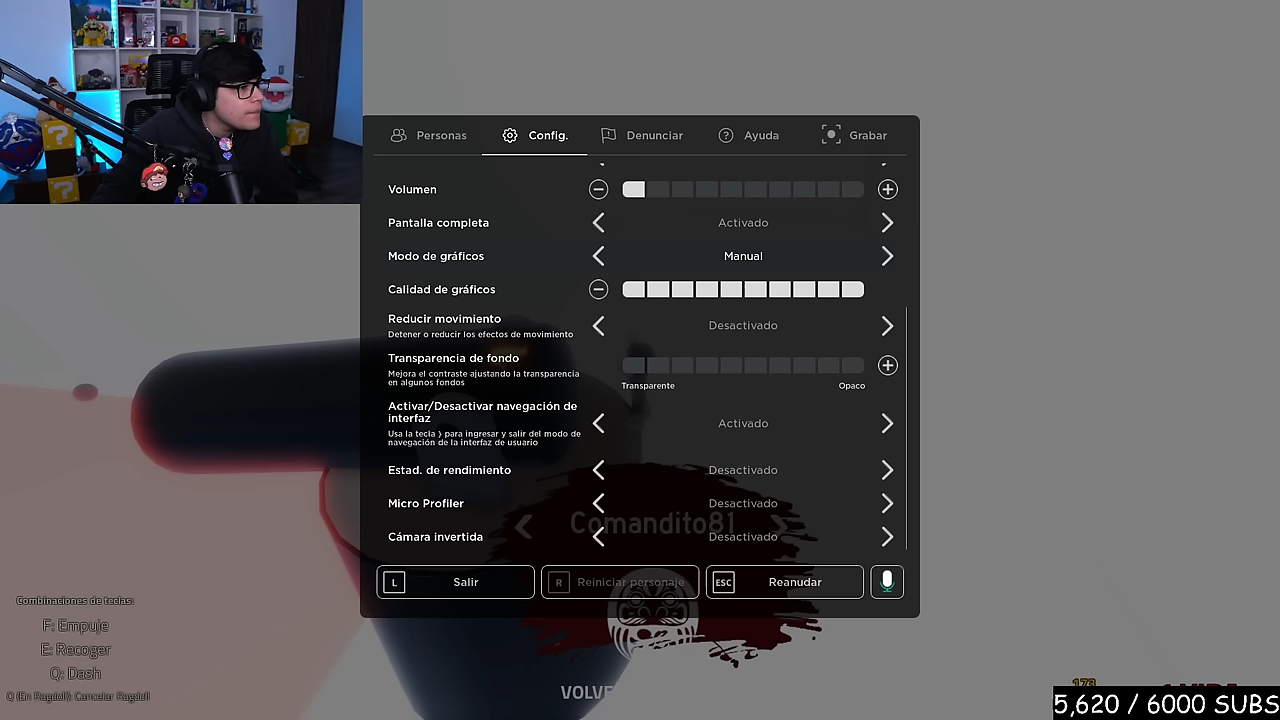 Personas
Config.
Denunciar
Ayuda
Grabar
Volumen
Pantalla completa
Activado
Modo de gráficos
Manual
Calidad de gráficos
Reducir movimiento
Detener o reducir los efectos de movimiento
Desactivado
Transparencia de fondo
Mejora el contraste ajustando la transparencia
en algunos fondos
Transparente
Opaco
Activar/Desactivar navegación de
interfaz
Usa la tecla } para ingresar y salir del modo de
navegación de la interfaz de usuario
Activado
Estad. de rendimiento
Desactivado
Micro Profiler
Desactivado
Comandito81
Cámara invertida
Desactivado
L Salir
R Reiniciar personaje
ESC Reanudar
Combinaciones de teclas:
F: Empuje
E: Recoger
Q: Dash
Q (En Ragdoll): Cancelar Ragdoll
VOLVE
5,620 / 6000 SUBS